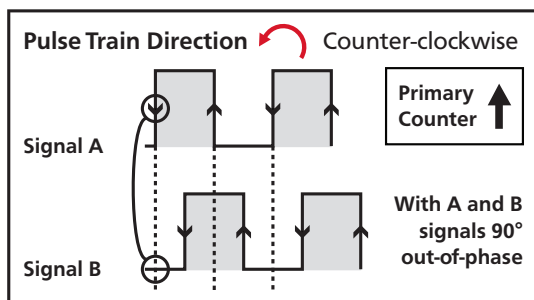 Pulse Train Direction Counter-clockwise
Primary
Counter
Signal A
With A and B
signals 90°
out-of-phase
Signal B